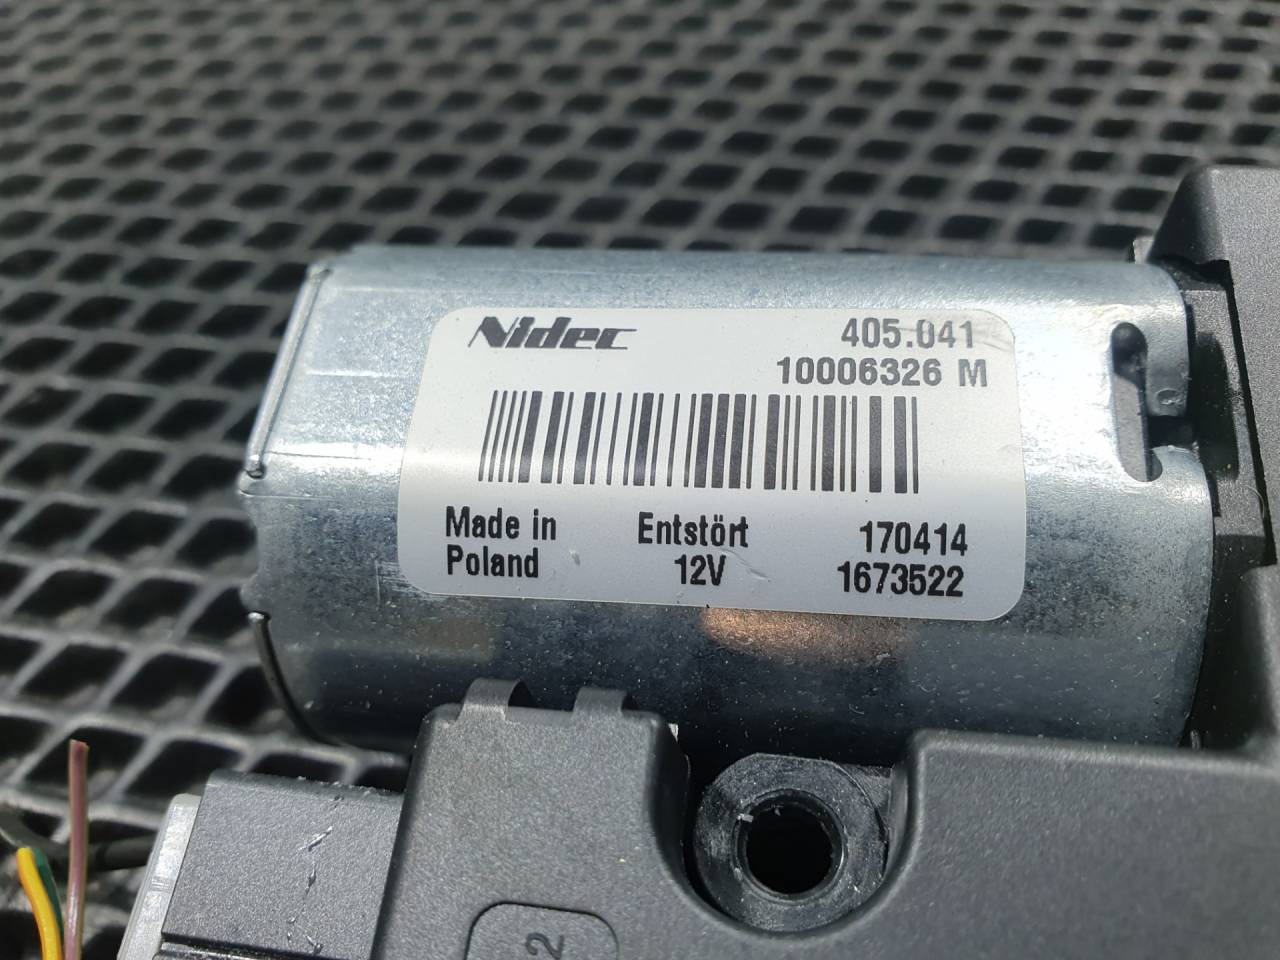 Nidec 405.041
10006326 M
Made in Entstört 170414
Poland 12V 1673522
2